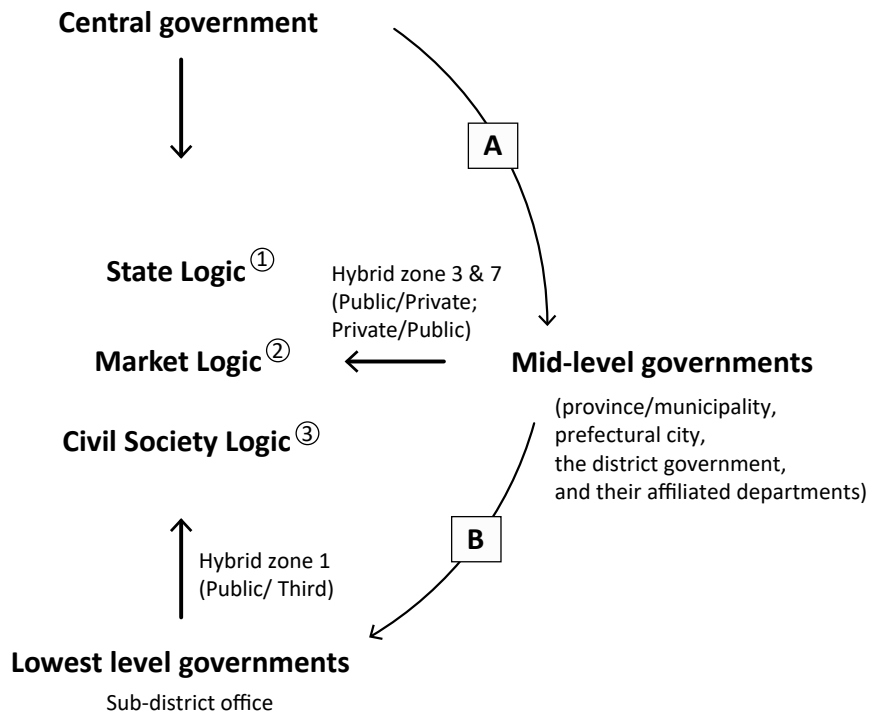 Central government
A
State Logic ①
Hybrid zone 3 & 7
(Public/Private;
Private/Public)
Market Logic ②
Mid-level governments
(province/municipality,
prefectural city,
the district government,
and their affiliated departments)
Civil Society Logic ③
B
Hybrid zone 1
(Public/ Third)
Lowest level governments
Sub-district office